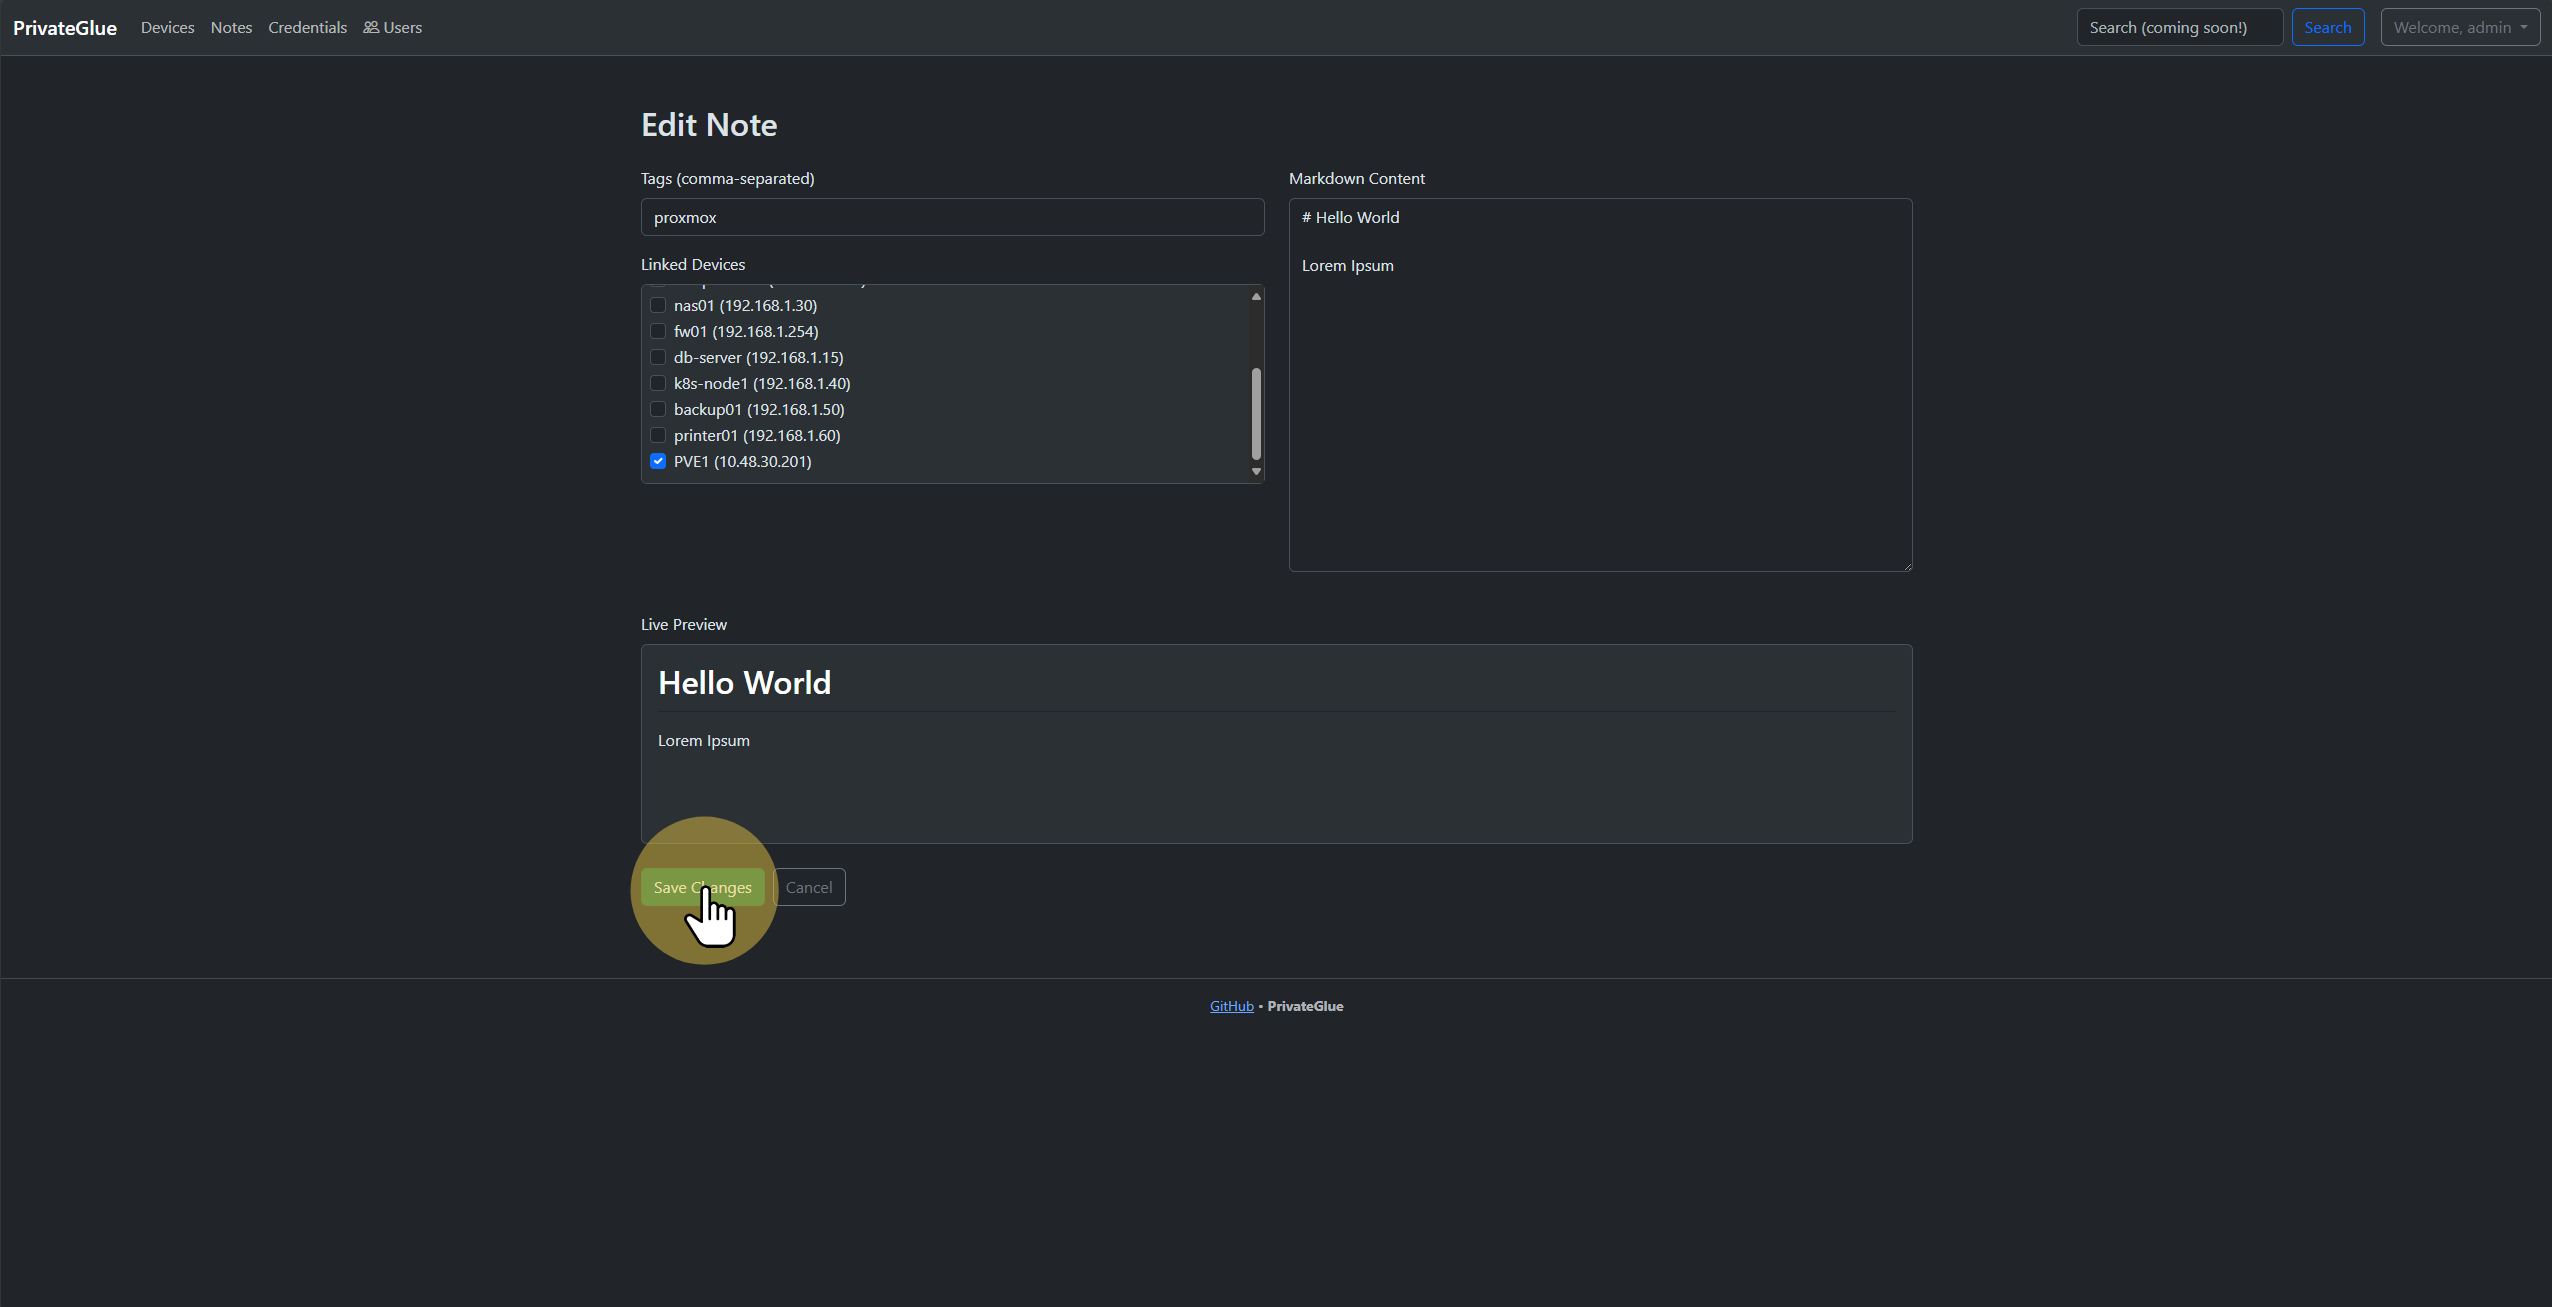 PrivateGlue Devices Notes Credentials Users Search (coming soon!) Search Welcome, admin
Edit Note
Tags (comma-separated)
proxmox
Linked Devices
nas01 (192.168.1.30)
fw01 (192.168.1.254)
db-server (192.168.1.15)
k8s-node1 (192.168.1.40)
backup01 (192.168.1.50)
printer01 (192.168.1.60)
PVE1 (10.48.30.201)
Markdown Content
# Hello World
Lorem Ipsum
Live Preview
Hello World
Lorem Ipsum
Save Changes Cancel
GitHub • PrivateGlue